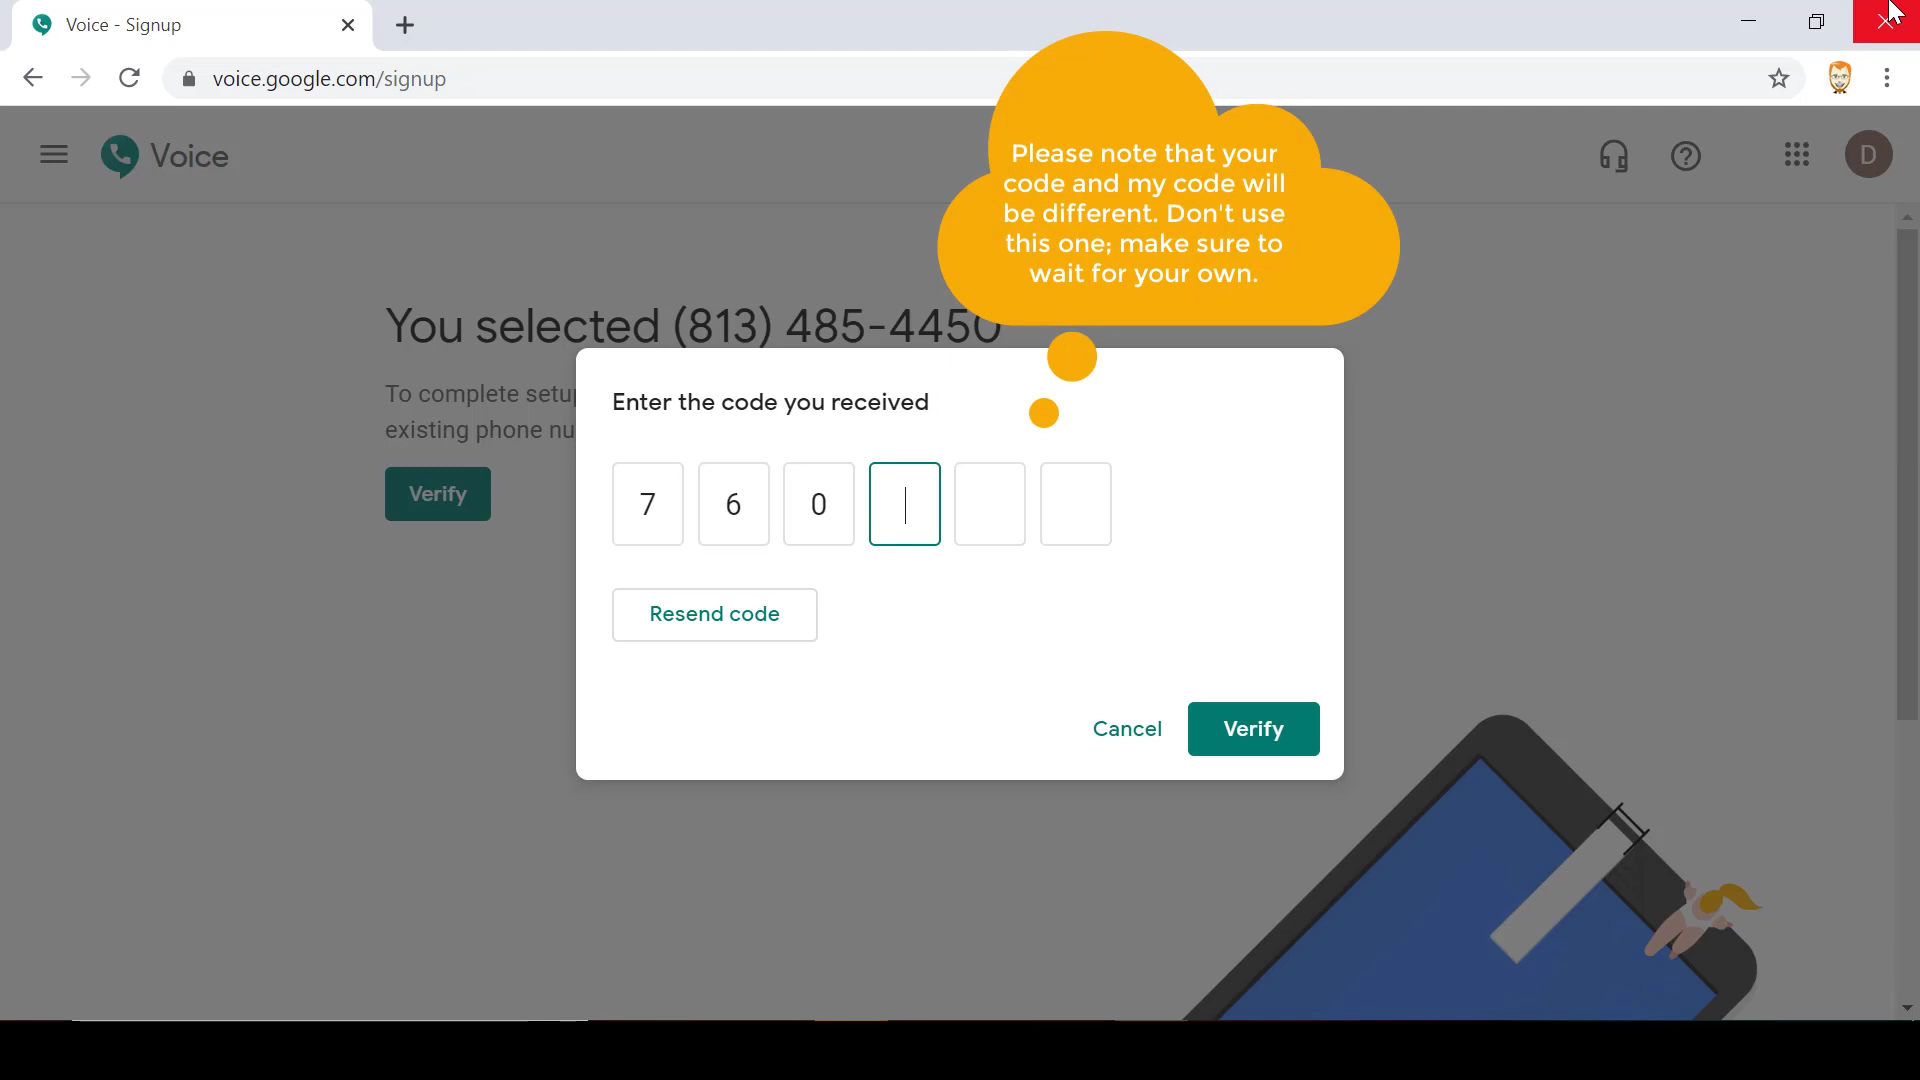 Voice - Signup
voice.google.com/signup
Voice
D
Please note that your
code and my code will
be different. Don't use
this one; make sure to
wait for your own.
You selected (813) 485-4450
To complete setup
existing phone nu
Verify
Enter the code you received
7 6 0
Resend code
Cancel
Verify